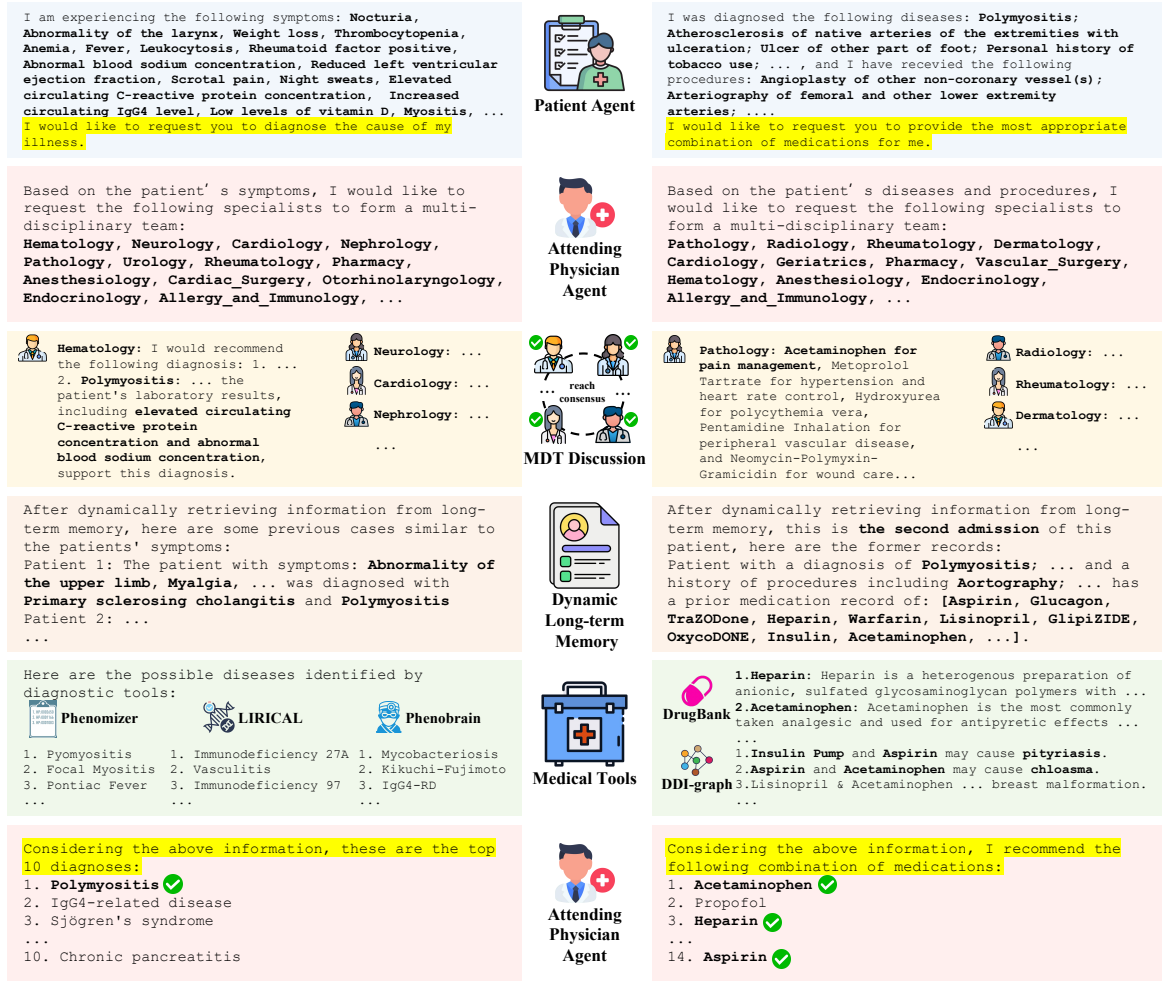 I am experiencing the following symptoms: Nocturia,
Abnormality of the larynx, Weight loss, Thrombocytopenia,
Anemia, Fever, Leukocytosis, Rheumatoid factor positive,
Abnormal blood sodium concentration, Reduced left ventricular
ejection fraction, Scrotal pain, Night sweats, Elevated
circulating C-reactive protein concentration, Increased
circulating IgG4 level, Low levels of vitamin D, Myositis, ...
I would like to request you to diagnose the cause of my
illness.
Patient Agent
I was diagnosed the following diseases: Polymyositis;
Atherosclerosis of native arteries of the extremities with
ulceration; Ulcer of other part of foot; Personal history of
tobacco use; ... , and I have recevied the following
procedures: Angioplasty of other non-coronary vessel(s);
Arteriography of femoral and other lower extremity
arteries; ....
I would like to request you to provide the most appropriate
combination of medications for me.
Based on the patient′ s symptoms, I would like to
request the following specialists to form a multi-
disciplinary team:
Hematology, Neurology, Cardiology, Nephrology,
Pathology, Urology, Rheumatology, Pharmacy,
Anesthesiology, Cardiac_Surgery, Otorhinolaryngology,
Endocrinology, Allergy_and_Immunology, ...
Attending
Physician
Agent
Based on the patient′ s diseases and procedures, I
would like to request the following specialists to
form a multi-disciplinary team:
Pathology, Radiology, Rheumatology, Dermatology,
Cardiology, Geriatrics, Pharmacy, Vascular_Surgery,
Hematology, Anesthesiology, Endocrinology,
Allergy_and_Immunology, ...
Hematology: I would recommend
the following diagnosis: 1. ...
2. Polymyositis: ... the
patient's laboratory results,
including elevated circulating
C-reactive protein
concentration and abnormal
blood sodium concentration,
support this diagnosis.
Neurology: ...
Cardiology: ...
Nephrology: ...
...
reach
... consensus ...
MDT Discussion
Pathology: Acetaminophen for
pain management, Metoprolol
Tartrate for hypertension and
heart rate control, Hydroxyurea
for polycythemia vera,
Pentamidine Inhalation for
peripheral vascular disease,
and Neomycin-Polymyxin-
Gramicidin for wound care...
Radiology: ...
Rheumatology: ...
Dermatology: ...
...
After dynamically retrieving information from long-
term memory, here are some previous cases similar to
the patients' symptoms:
Patient 1: The patient with symptoms: Abnormality of
the upper limb, Myalgia, ... was diagnosed with
Primary sclerosing cholangitis and Polymyositis
Patient 2: ...
...
Dynamic
Long-term
Memory
After dynamically retrieving information from long-
term memory, this is the second admission of this
patient, here are the former records:
Patient with a diagnosis of Polymyositis; ... and a
history of procedures including Aortography; ... has
a prior medication record of: [Aspirin, Glucagon,
TraZODone, Heparin, Warfarin, Lisinopril, GlipiZIDE,
OxycoDONE, Insulin, Acetaminophen, ...].
Here are the possible diseases identified by
diagnostic tools:
Phenomizer
1. Pyomyositis
2. Focal Myositis
3. Pontiac Fever
...
LIRICAL
1. Immunodeficiency 27A
2. Vasculitis
3. Immunodeficiency 97
...
Phenobrain
1. Mycobacteriosis
2. Kikuchi-Fujimoto
3. IgG4-RD
...
Medical Tools
DrugBank
1.Heparin: Heparin is a heterogenous preparation of
anionic, sulfated glycosaminoglycan polymers with ...
2.Acetaminophen: Acetaminophen is the most commonly
taken analgesic and used for antipyretic effects ...
...
DDI-graph
1.Insulin Pump and Aspirin may cause pityriasis.
2.Aspirin and Acetaminophen may cause chloasma.
3.Lisinopril & Acetaminophen ... breast malformation.
...
Considering the above information, these are the top
10 diagnoses:
1. Polymyositis
2. IgG4-related disease
3. Sjögren's syndrome
...
10. Chronic pancreatitis
Attending
Physician
Agent
Considering the above information, I recommend the
following combination of medications:
1. Acetaminophen
2. Propofol
3. Heparin
...
14. Aspirin